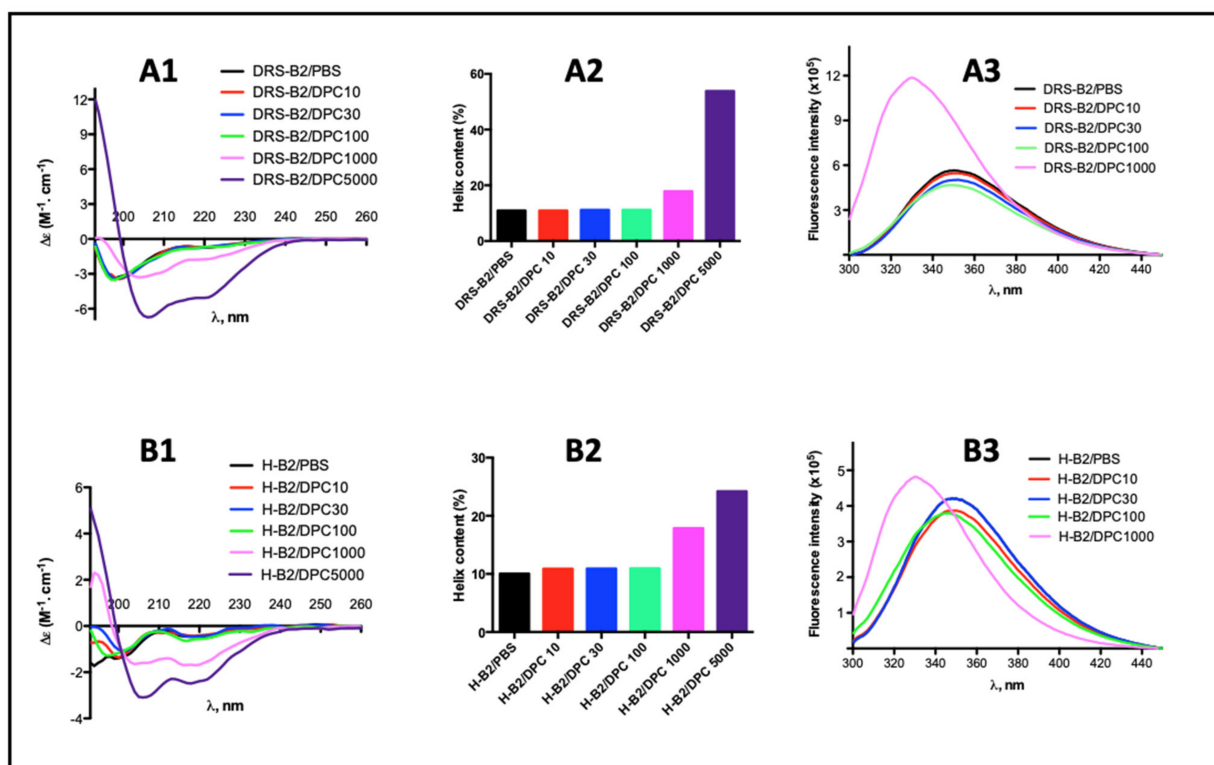 A1
DRS-B2/PBS
DRS-B2/DPC10
DRS-B2/DPC30
DRS-B2/DPC100
DRS-B2/DPC1000
DRS-B2/DPC5000
Δε (M⁻¹. cm⁻¹)
12
9
6
3
0
-3
-6
200 210 220 230 240 250 260
λ, nm
A2
Helix content (%)
60
40
20
0
DRS-B2/PBS
DRS-B2/DPC 10
DRS-B2/DPC 30
DRS-B2/DPC 100
DRS-B2/DPC 1000
DRS-B2/DPC 5000
A3
DRS-B2/PBS
DRS-B2/DPC10
DRS-B2/DPC30
DRS-B2/DPC100
DRS-B2/DPC1000
Fluorescence intensity (x10⁵)
12
9
6
3
300 320 340 360 380 400 420 440
λ, nm
B1
H-B2/PBS
H-B2/DPC10
H-B2/DPC30
H-B2/DPC100
H-B2/DPC1000
H-B2/DPC5000
Δε (M⁻¹. cm⁻¹)
6
4
2
0
-2
-4
200 210 220 230 240 250 260
λ, nm
B2
Helix content (%)
30
20
10
0
H-B2/PBS
H-B2/DPC 10
H-B2/DPC 30
H-B2/DPC 100
H-B2/DPC 1000
H-B2/DPC 5000
B3
H-B2/PBS
H-B2/DPC10
H-B2/DPC30
H-B2/DPC100
H-B2/DPC1000
Fluorescence intensity (x10⁵)
5
4
3
2
1
300 320 340 360 380 400 420 440
λ, nm